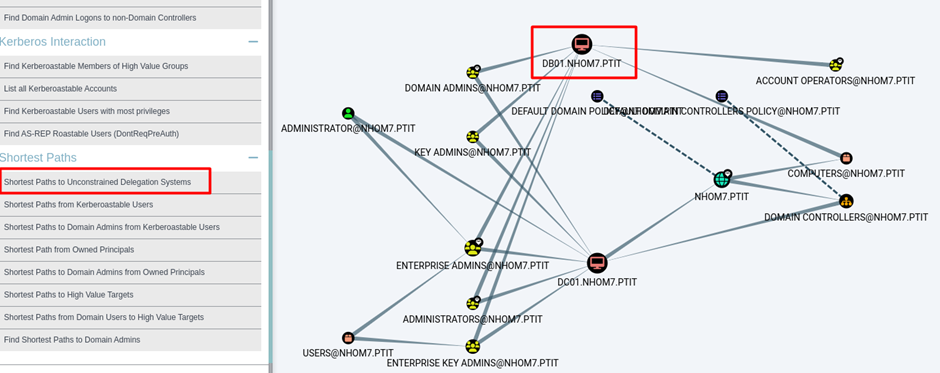 Find Domain Admin Logons to non-Domain Controllers
Kerberos Interaction
Find Kerberoastable Members of High Value Groups
List all Kerberoastable Accounts
Find Kerberoastable Users with most privileges
Find AS-REP Roastable Users (DontReqPreAuth)
Shortest Paths
Shortest Paths to Unconstrained Delegation Systems
Shortest Paths from Kerberoastable Users
Shortest Paths to Domain Admins from Kerberoastable Users
Shortest Path from Owned Principals
Shortest Paths to Domain Admins from Owned Principals
Shortest Paths to High Value Targets
Shortest Paths from Domain Users to High Value Targets
Find Shortest Paths to Domain Admins
DB01.NHOM7.PTIT
ACCOUNT OPERATORS@NHOM7.PTIT
DOMAIN ADMINS@NHOM7.PTIT
DEFAULT DOMAIN
CONTROLLERS POLICY@NHOM7.PTIT
ADMINISTRATOR@NHOM7.PTIT
KEY ADMINS@NHOM7.PTIT
COMPUTERS@NHOM7.PTIT
NHOM7.PTIT
DOMAIN CONTROLLERS@NHOM7.PTIT
ENTERPRISE ADMINS@NHOM7.PTIT
DC01.NHOM7.PTIT
ADMINISTRATORS@NHOM7.PTIT
USERS@NHOM7.PTIT
ENTERPRISE KEY ADMINS@NHOM7.PTIT